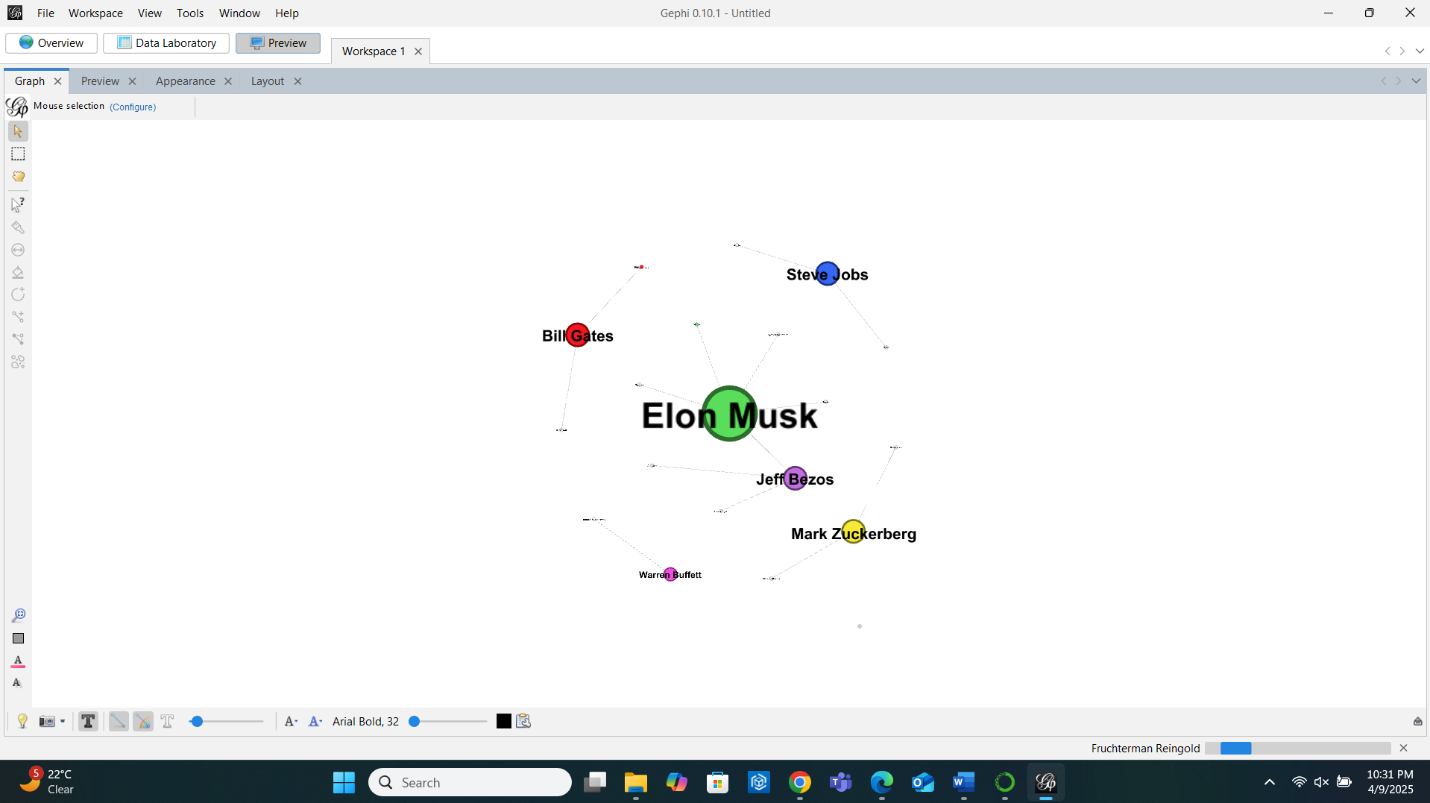 File Workspace View Tools Window Help
Gephi 0.10.1 - Untitled
Overview
Data Laboratory
Preview
Workspace 1
Graph
Preview
Appearance
Layout
Mouse selection (Configure)
Steve Jobs
Bill Gates
Elon Musk
Jeff Bezos
Mark Zuckerberg
Warren Buffett
Arial Bold, 32
Fruchterman Reingold
5
22°C
Clear
Search
10:31 PM
4/9/2025